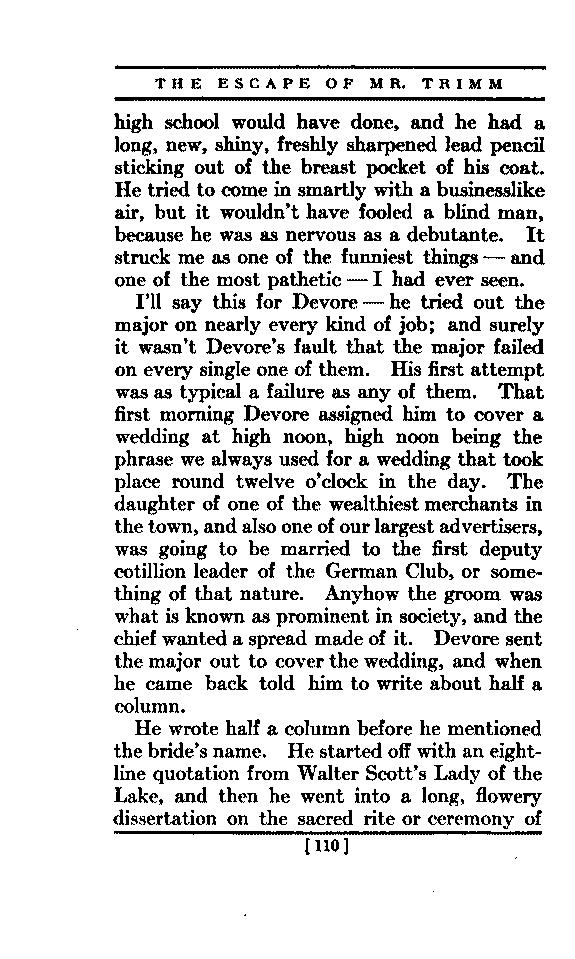 THE ESCAPE OF MR. TRIMM
high school would have done, and he had a
long, new, shiny, freshly sharpened lead pencil
sticking out of the breast pocket of his coat.
He tried to come in smartly with a businesslike
air, but it wouldn't have fooled a blind man,
because he was as nervous as a debutante. It
struck me as one of the funniest things — and
one of the most pathetic — I had ever seen.
I'll say this for Devore — he tried out the
major on nearly every kind of job; and surely
it wasn't Devore's fault that the major failed
on every single one of them. His first attempt
was as typical a failure as any of them. That
first morning Devore assigned him to cover a
wedding at high noon, high noon being the
phrase we always used for a wedding that took
place round twelve o'clock in the day. The
daughter of one of the wealthiest merchants in
the town, and also one of our largest advertisers,
was going to be married to the first deputy
cotillion leader of the German Club, or some-
thing of that nature. Anyhow the groom was
what is known as prominent in society, and the
chief wanted a spread made of it. Devore sent
the major out to cover the wedding, and when
he came back told him to write about half a
column.
He wrote half a column before he mentioned
the bride's name. He started off with an eight-
line quotation from Walter Scott's Lady of the
Lake, and then he went into a long, flowery
dissertation on the sacred rite or ceremony of
[110]